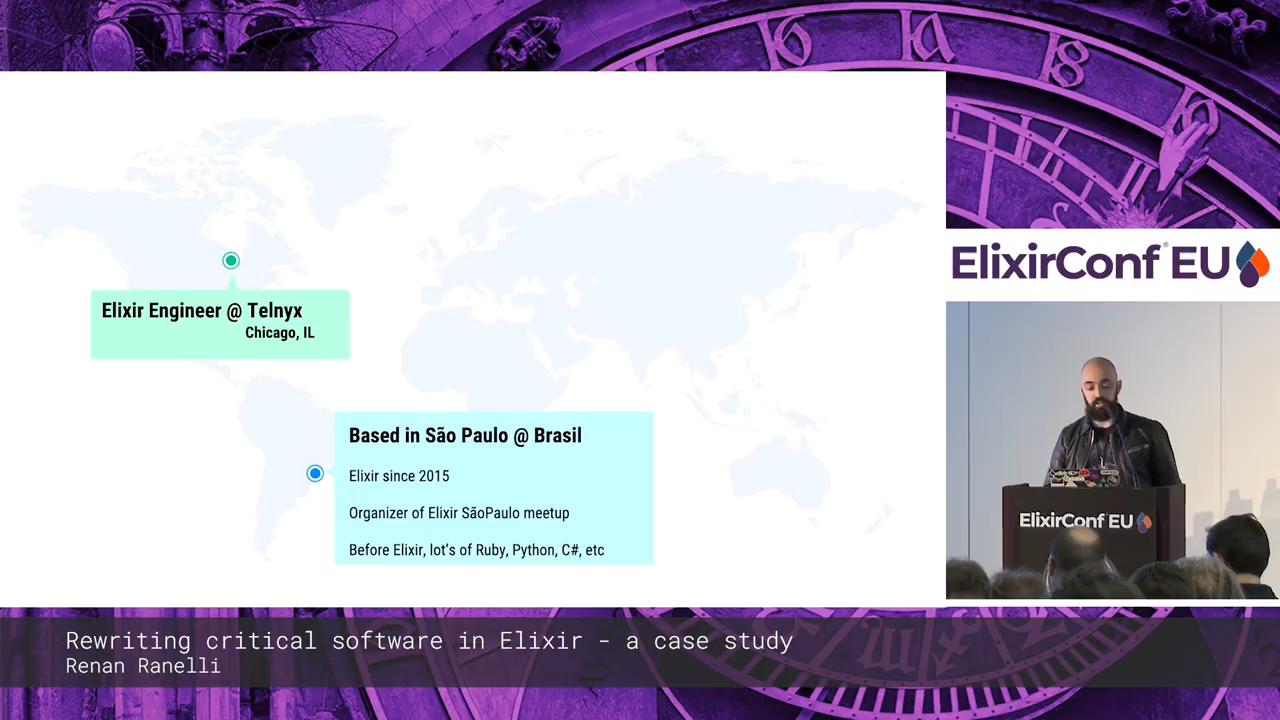 Elixir Engineer @ Telnyx
Chicago, IL
Based in São Paulo @ Brasil
Elixir since 2015
Organizer of Elixir SãoPaulo meetup
Before Elixir, lot's of Ruby, Python, C#, etc
ElixirConf® EU
ElixirConf EU
Rewriting critical software in Elixir - a case study
Renan Ranelli